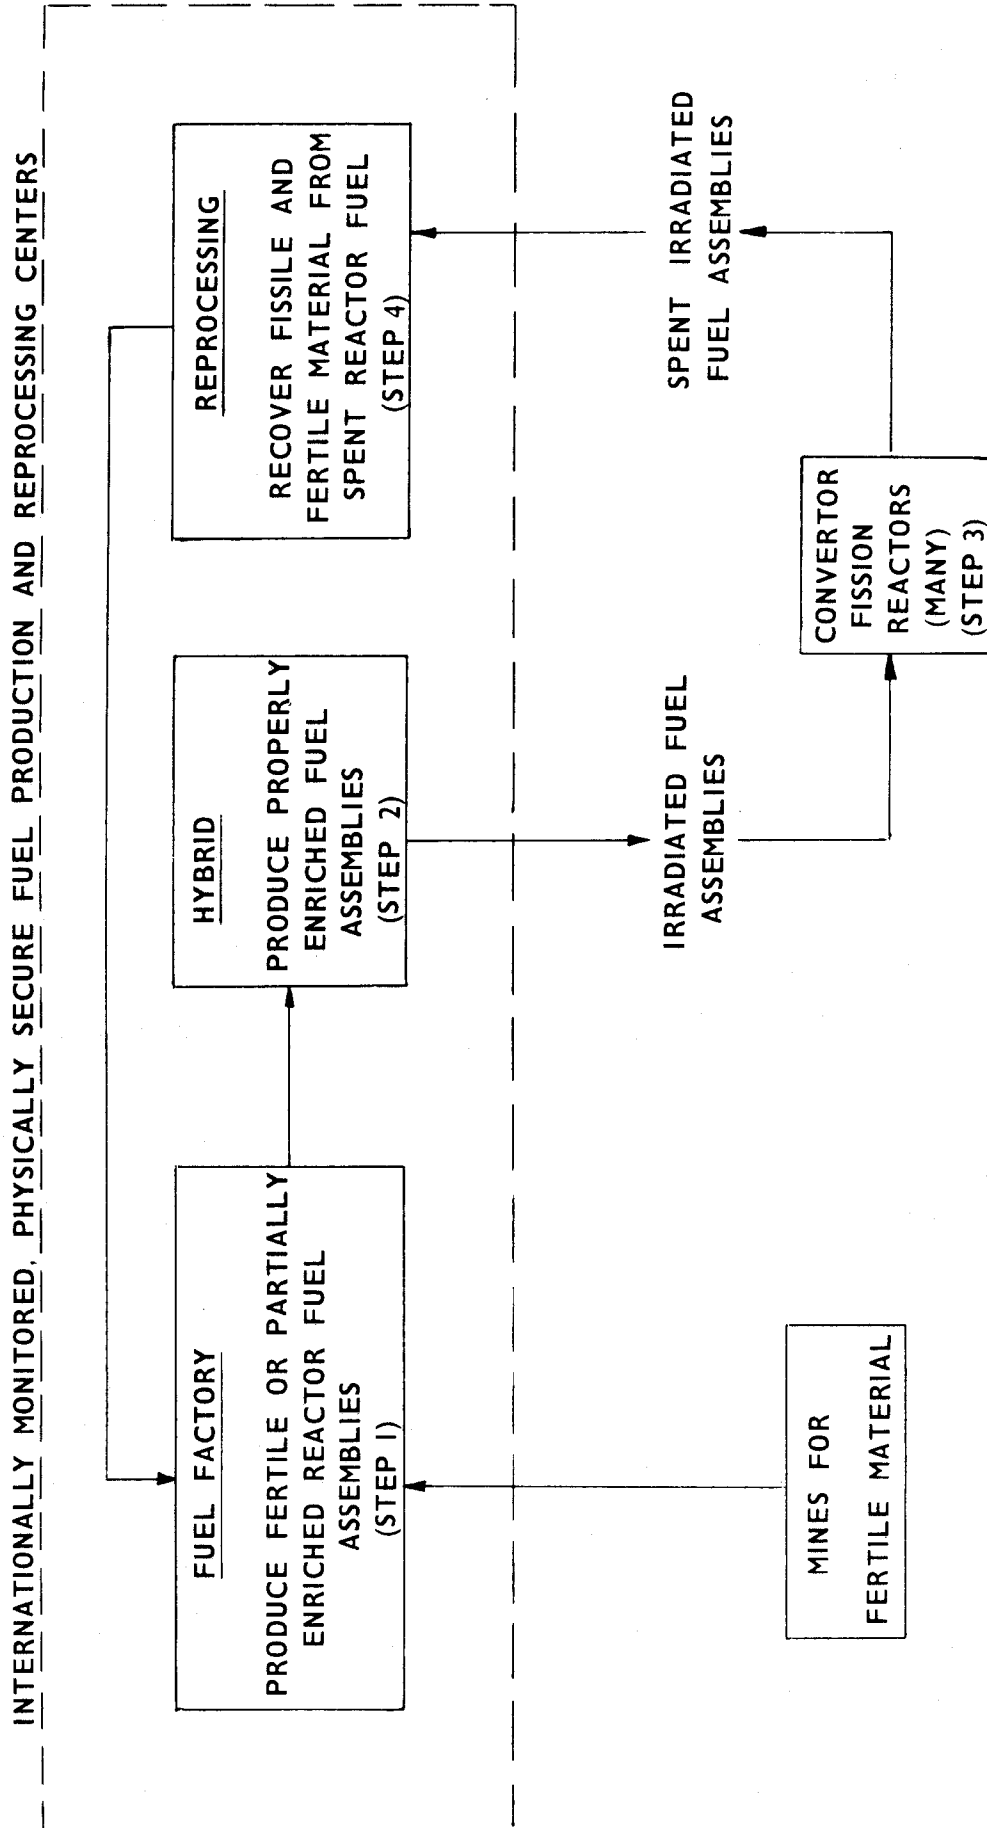 INTERNATIONALLY MONITORED, PHYSICALLY SECURE FUEL PRODUCTION AND REPROCESSING CENTERS
FUEL FACTORY
PRODUCE FERTILE OR PARTIALLY
ENRICHED REACTOR FUEL
ASSEMBLIES
(STEP 1)
HYBRID
PRODUCE PROPERLY
ENRICHED FUEL
ASSEMBLIES
(STEP 2)
REPROCESSING
RECOVER FISSILE AND
FERTILE MATERIAL FROM
SPENT REACTOR FUEL
(STEP 4)
IRRADIATED FUEL
ASSEMBLIES
SPENT IRRADIATED
FUEL ASSEMBLIES
MINES FOR
FERTILE MATERIAL
CONVERTOR
FISSION
REACTORS
(MANY)
(STEP 3)